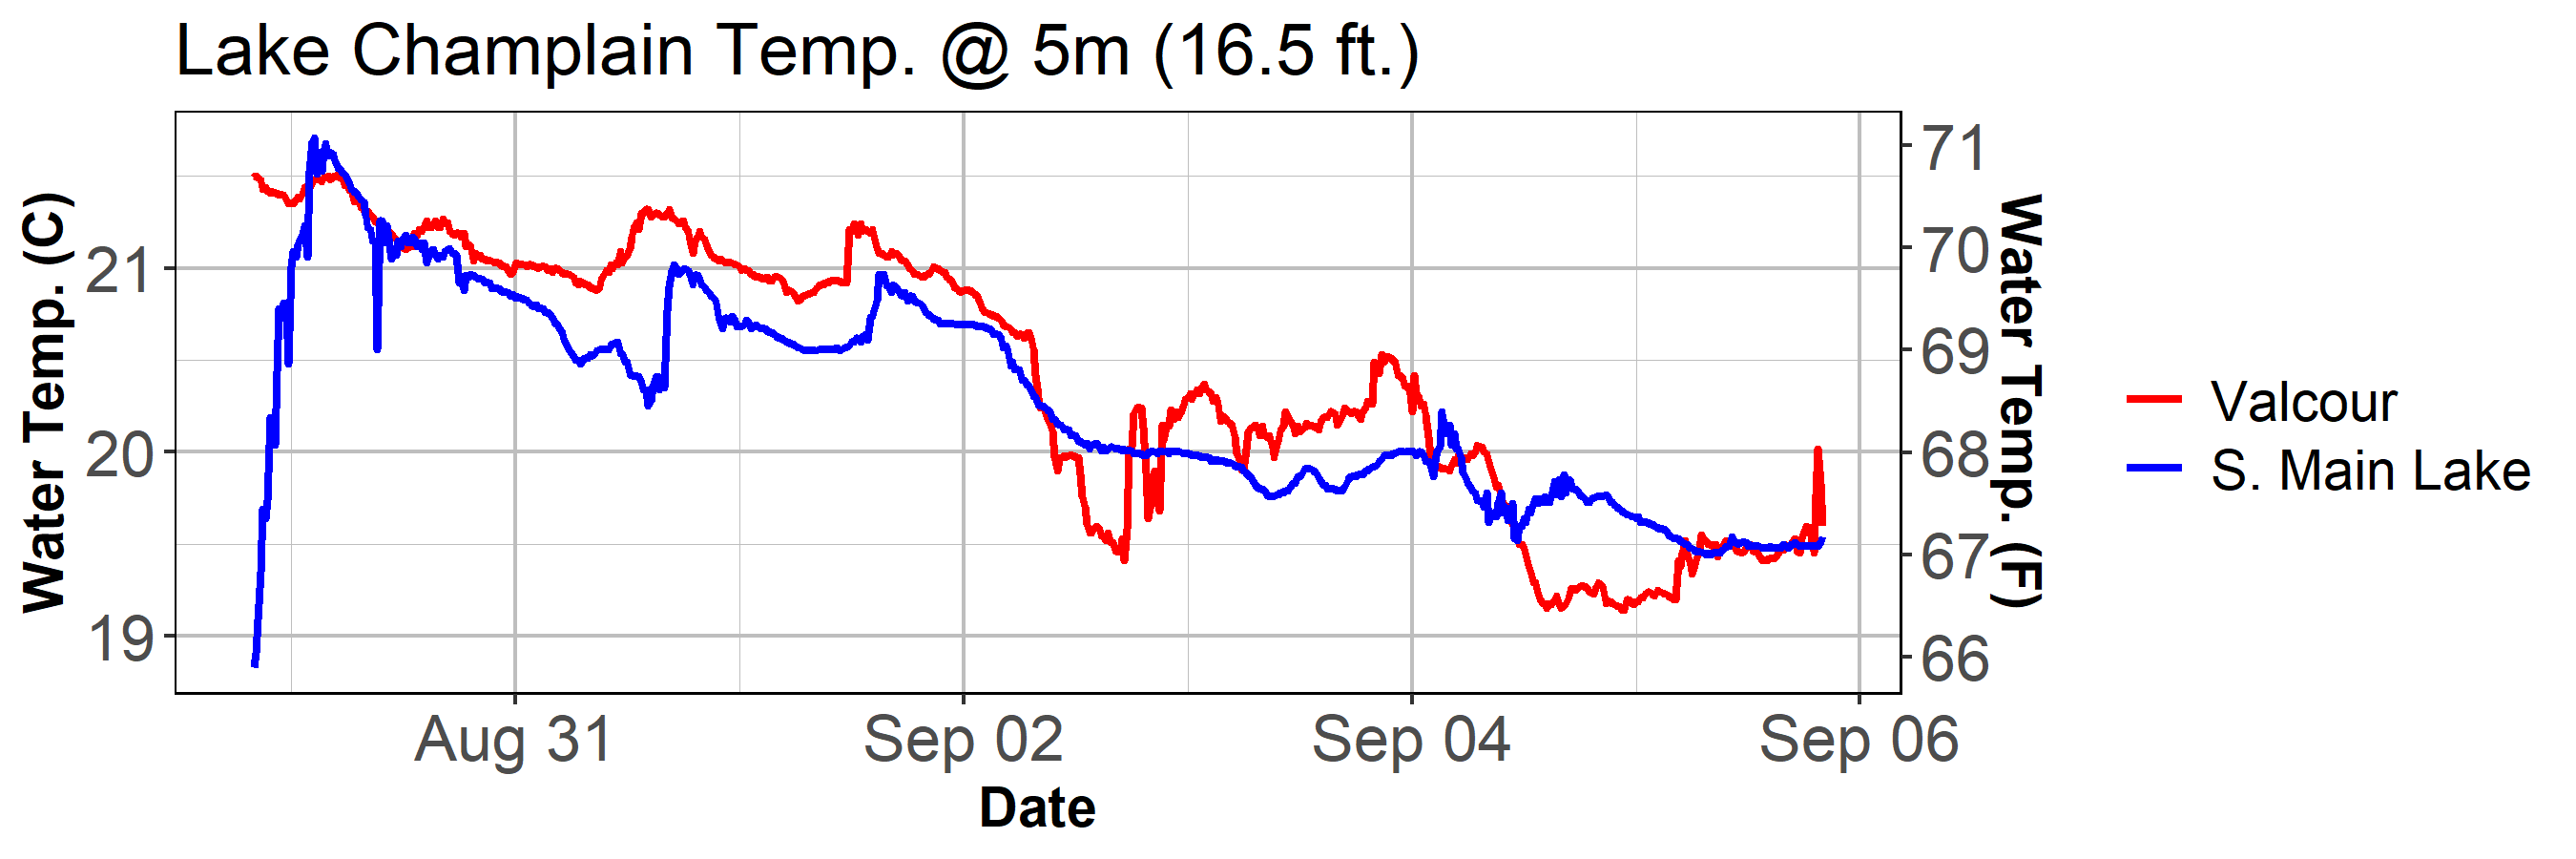 Lake Champlain Temp. @ 5m (16.5 ft.)
Water Temp. (C)
21
20
19
71
70
69
68
67
66
Water Temp. (F)
Aug 31
Sep 02
Sep 04
Sep 06
Date
Valcour
S. Main Lake